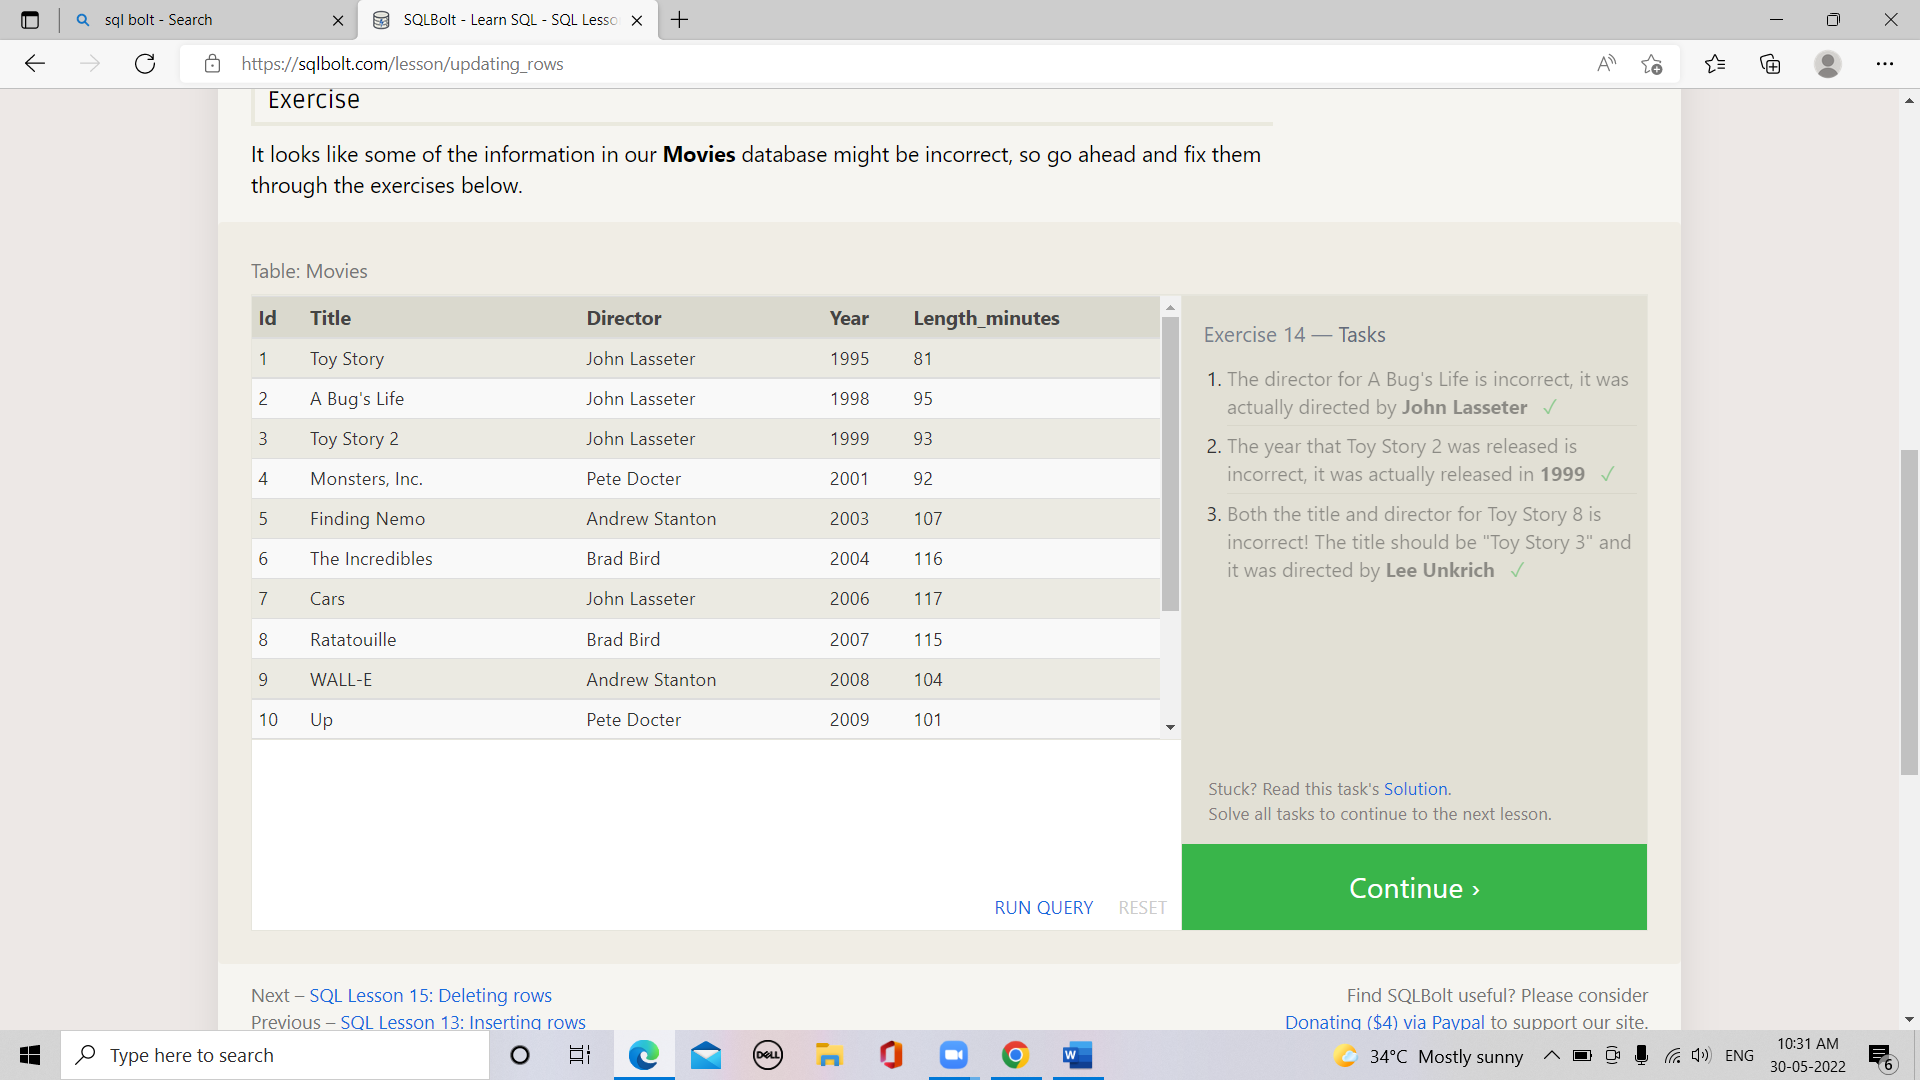 sql bolt - Search
SQLBolt - Learn SQL - SQL Lesso
https://sqlbolt.com/lesson/updating_rows
Exercise
It looks like some of the information in our Movies database might be incorrect, so go ahead and fix them
through the exercises below.
Table: Movies
Id Title Director Year Length_minutes
1 Toy Story John Lasseter 1995 81
2 A Bug's Life John Lasseter 1998 95
3 Toy Story 2 John Lasseter 1999 93
4 Monsters, Inc. Pete Docter 2001 92
5 Finding Nemo Andrew Stanton 2003 107
6 The Incredibles Brad Bird 2004 116
7 Cars John Lasseter 2006 117
8 Ratatouille Brad Bird 2007 115
9 WALL-E Andrew Stanton 2008 104
10 Up Pete Docter 2009 101
RUN QUERY RESET
Exercise 14 — Tasks
1. The director for A Bug's Life is incorrect, it was
actually directed by John Lasseter ✓
2. The year that Toy Story 2 was released is
incorrect, it was actually released in 1999 ✓
3. Both the title and director for Toy Story 8 is
incorrect! The title should be "Toy Story 3" and
it was directed by Lee Unkrich ✓
Stuck? Read this task's Solution.
Solve all tasks to continue to the next lesson.
Continue ›
Next – SQL Lesson 15: Deleting rows
Previous – SQL Lesson 13: Inserting rows
Find SQLBolt useful? Please consider
Donating ($4) via Paypal to support our site.
Type here to search
DELL
34°C Mostly sunny
ENG
10:31 AM
30-05-2022
6